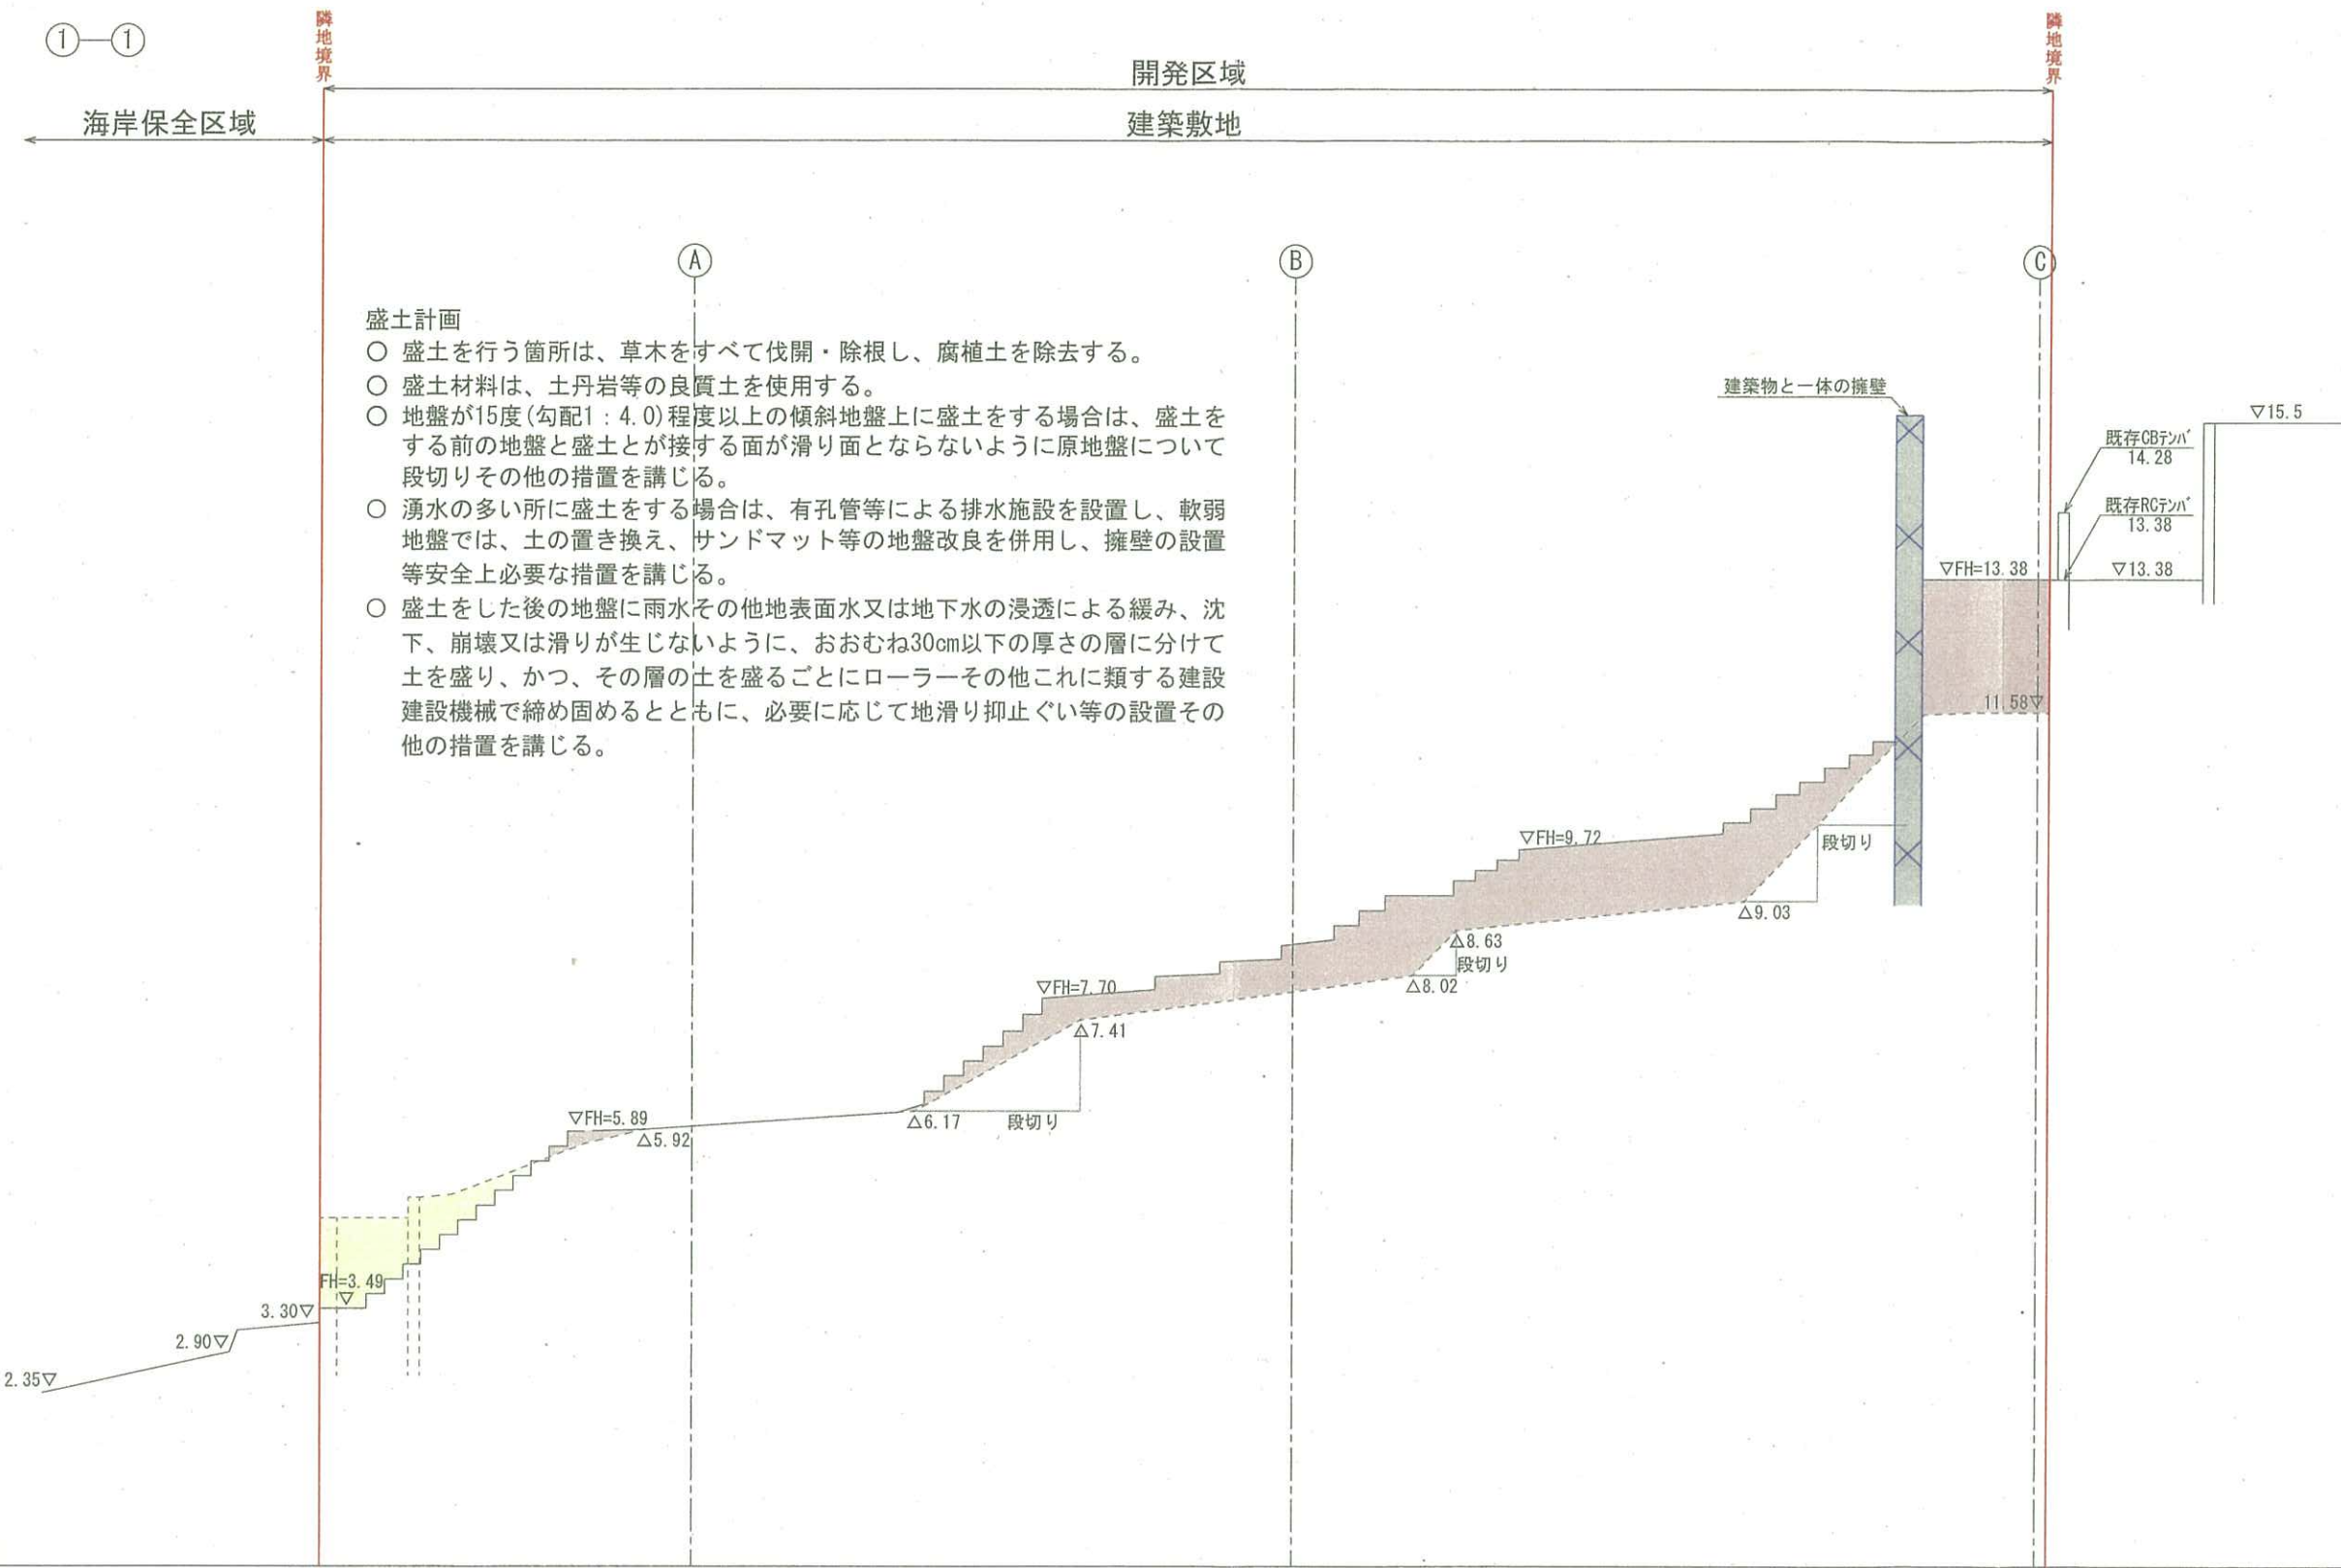 ①―①
隣地境界
隣地境界
開発区域
海岸保全区域
建築敷地
A
B
C
盛土計画
○ 盛土を行う箇所は、草木をすべて伐開・除根し、腐植土を除去する。
○ 盛土材料は、土丹岩等の良質土を使用する。
○ 地盤が15度(勾配1：4.0)程度以上の傾斜地盤上に盛土をする場合は、盛土を
する前の地盤と盛土とが接する面が滑り面とならないように原地盤について
段切りその他の措置を講じる。
○ 湧水の多い所に盛土をする場合は、有孔管等による排水施設を設置し、軟弱
地盤では、土の置き換え、サンドマット等の地盤改良を併用し、擁壁の設置
等安全上必要な措置を講じる。
○ 盛土をした後の地盤に雨水その他地表面水又は地下水の浸透による緩み、沈
下、崩壊又は滑りが生じないように、おおむね30cm以下の厚さの層に分けて
土を盛り、かつ、その層の土を盛るごとにローラーその他これに類する建設
建設機械で締め固めるとともに、必要に応じて地滑り抑止ぐい等の設置その
他の措置を講じる。
建築物と一体の擁壁
▽15.5
既存CBテンバ
14.28
既存RCテンバ
13.38
▽FH=13.38
▽13.38
11.58▽
▽FH=9.72
段切り
△9.03
△8.63
段切り
△8.02
▽FH=7.70
△7.41
▽FH=5.89
△5.92
△6.17
段切り
FH=3.49
▽
3.30▽
2.90▽
2.35▽